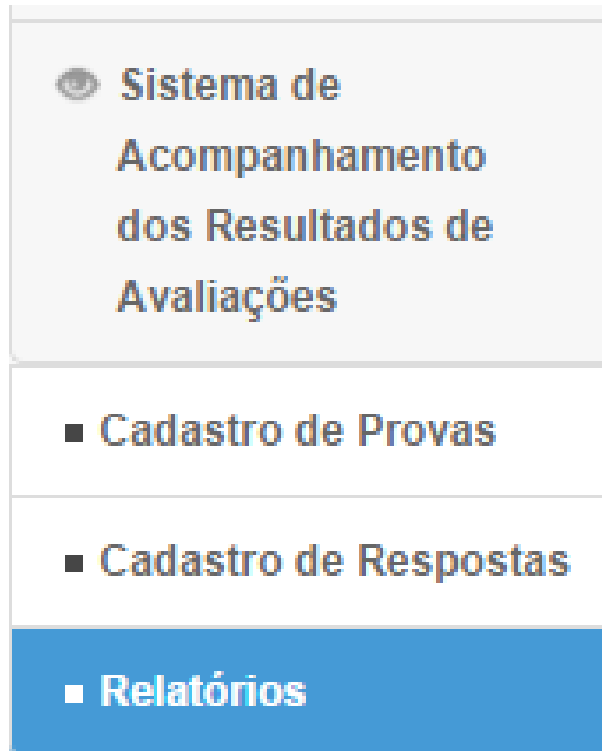 Sistema de
Acompanhamento
dos Resultados de
Avaliações
Cadastro de Provas
Cadastro de Respostas
Relatórios